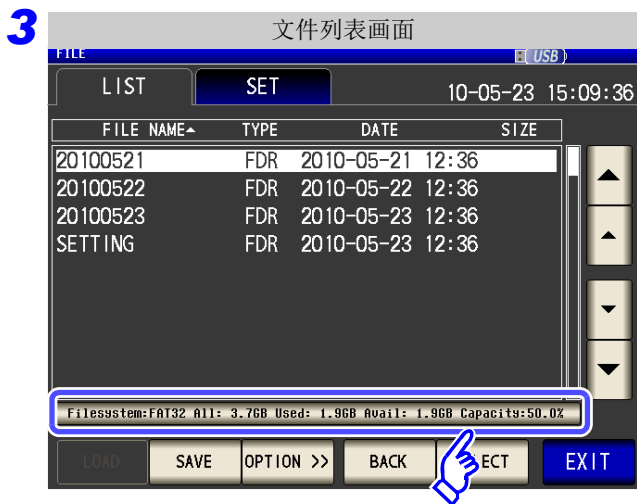 3
文件列表画面
FILE USB
LIST SET 10-05-23 15:09:36
FILE NAME▲ TYPE DATE SIZE
20100521 FDR 2010-05-21 12:36
20100522 FDR 2010-05-22 12:36
20100523 FDR 2010-05-23 12:36
SETTING FDR 2010-05-23 12:36
Filesystem:FAT32 All: 3.7GB Used: 1.9GB Avail: 1.9GB Capacity:50.0%
LOAD SAVE OPTION >> BACK ECT EXIT